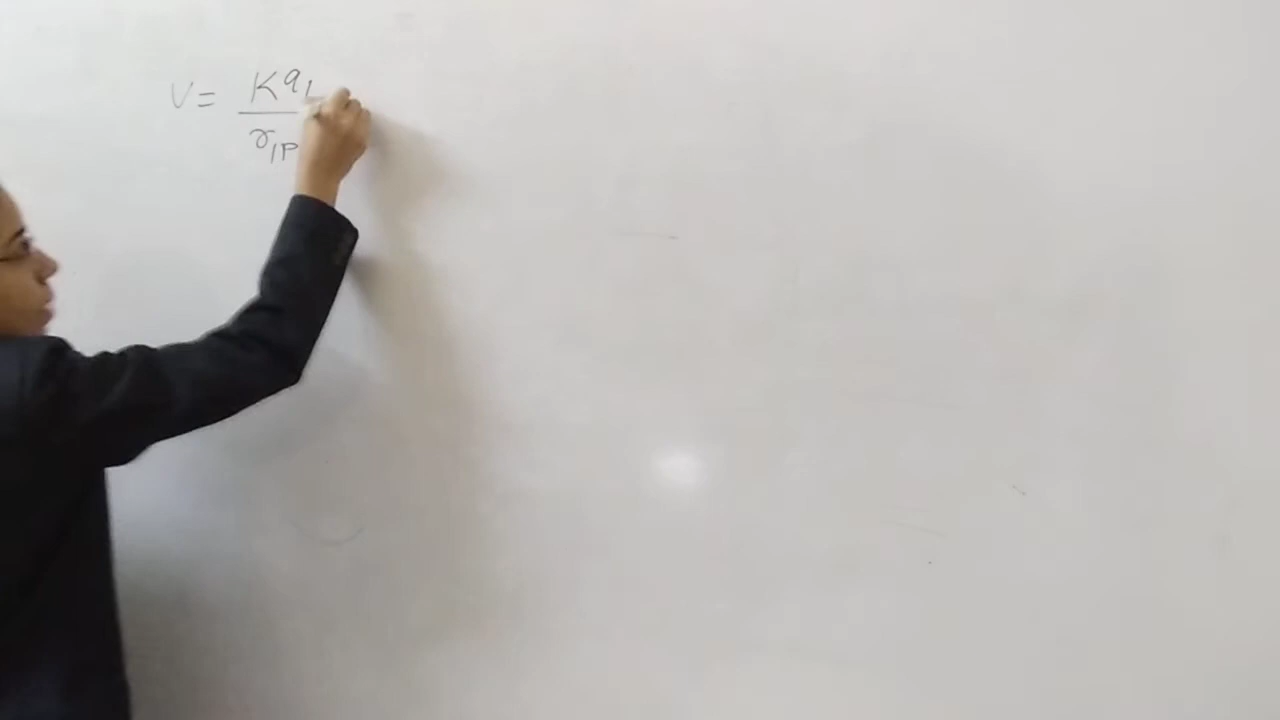 V = Kq1
r1P